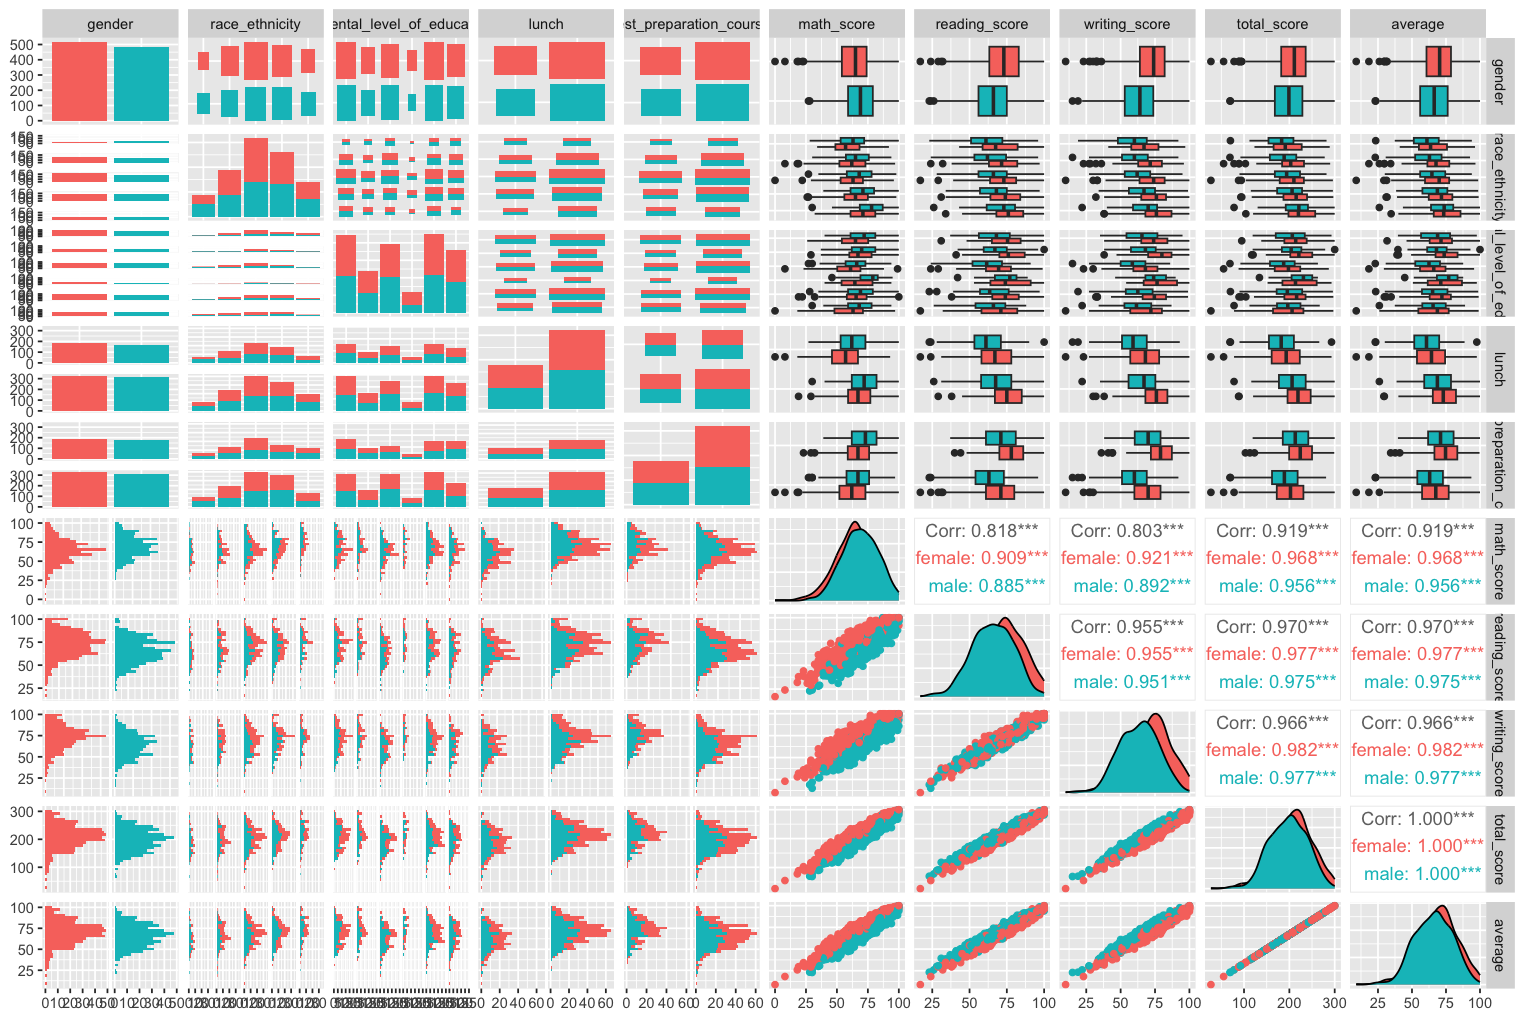 gender
race_ethnicity
ental_level_of_educa
lunch
st_preparation_cours
math_score
reading_score
writing_score
total_score
average
500
400
300
200
100
0
gender
race_ethnicity
l_level_of_ed
300
200
100
0
300
200
100
0
lunch
300
200
100
0
300
200
100
0
preparation_c
100
75
50
25
0
Corr: 0.818***
female: 0.909***
male: 0.885***
Corr: 0.803***
female: 0.921***
male: 0.892***
Corr: 0.919***
female: 0.968***
male: 0.956***
Corr: 0.919***
female: 0.968***
male: 0.956***
math_score
100
75
50
25
Corr: 0.955***
female: 0.955***
male: 0.951***
Corr: 0.970***
female: 0.977***
male: 0.975***
Corr: 0.970***
female: 0.977***
male: 0.975***
reading_score
100
75
50
25
Corr: 0.966***
female: 0.982***
male: 0.977***
Corr: 0.966***
female: 0.982***
male: 0.977***
writing_score
300
200
100
Corr: 1.000***
female: 1.000***
male: 1.000***
total_score
100
75
50
25
average
0 20 40 60
0 20 40 60
0 20 40 60
0 20 40 60
0 25 50 75 100
25 50 75 100
25 50 75 100
100 200 300
25 50 75 100